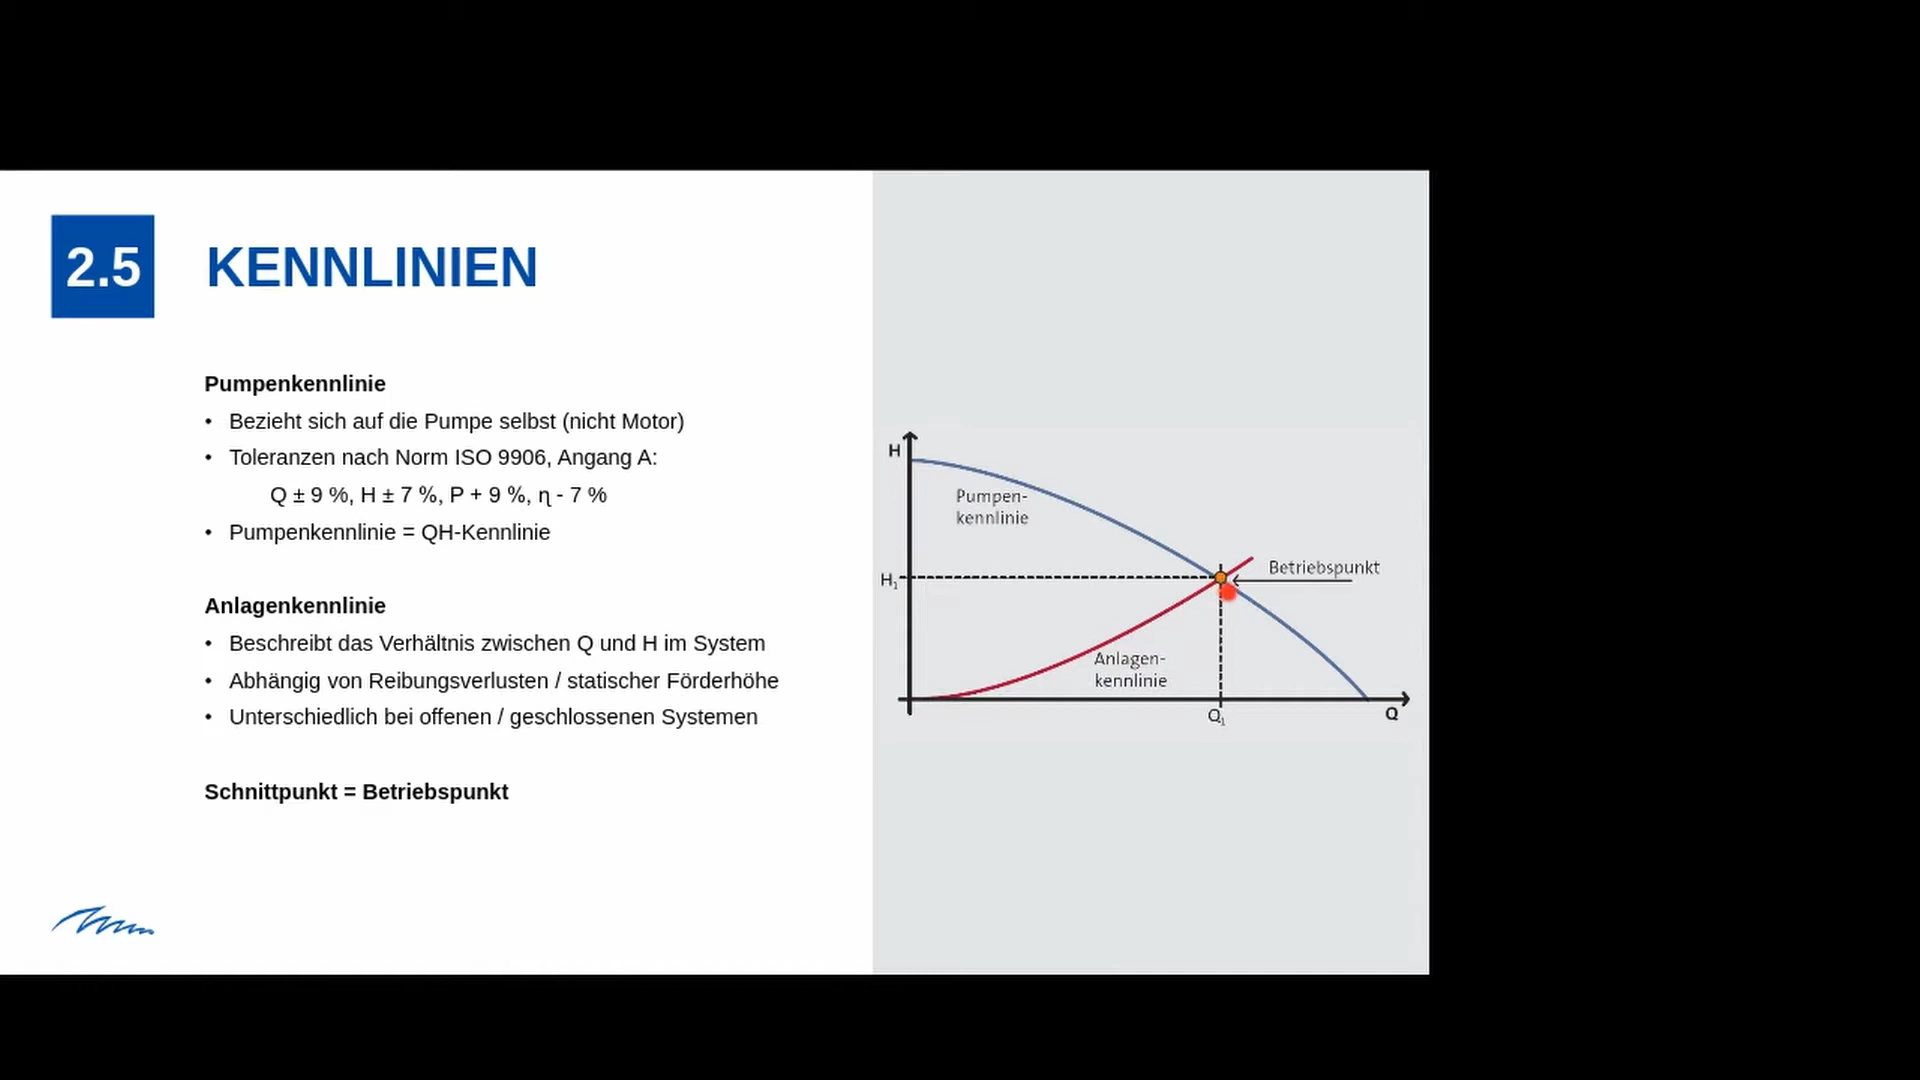 2.5 KENNLINIEN
Pumpenkennlinie
• Bezieht sich auf die Pumpe selbst (nicht Motor)
• Toleranzen nach Norm ISO 9906, Angang A:
Q ± 9 %, H ± 7 %, P + 9 %, η - 7 %
• Pumpenkennlinie = QH-Kennlinie
Anlagenkennlinie
• Beschreibt das Verhältnis zwischen Q und H im System
• Abhängig von Reibungsverlusten / statischer Förderhöhe
• Unterschiedlich bei offenen / geschlossenen Systemen
Schnittpunkt = Betriebspunkt
H
Pumpen-
kennlinie
Betriebspunkt
H₁
Anlagen-
kennlinie
Q₁
Q